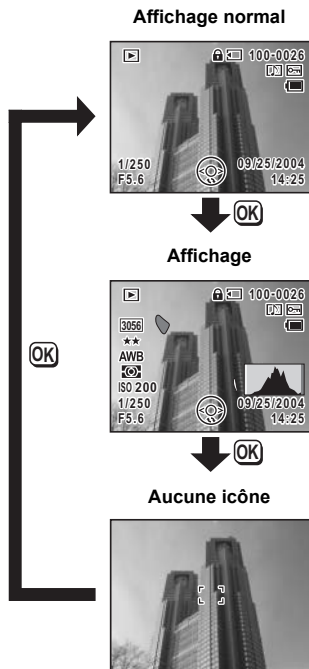 Affichage normal
100-0026
1/250 09/25/2004
F5.6 14:25
OK
Affichage
100-0026
3056
★★
AWB
ISO 200
1/250 09/25/2004
F5.6 14:25
OK
OK
Aucune icône